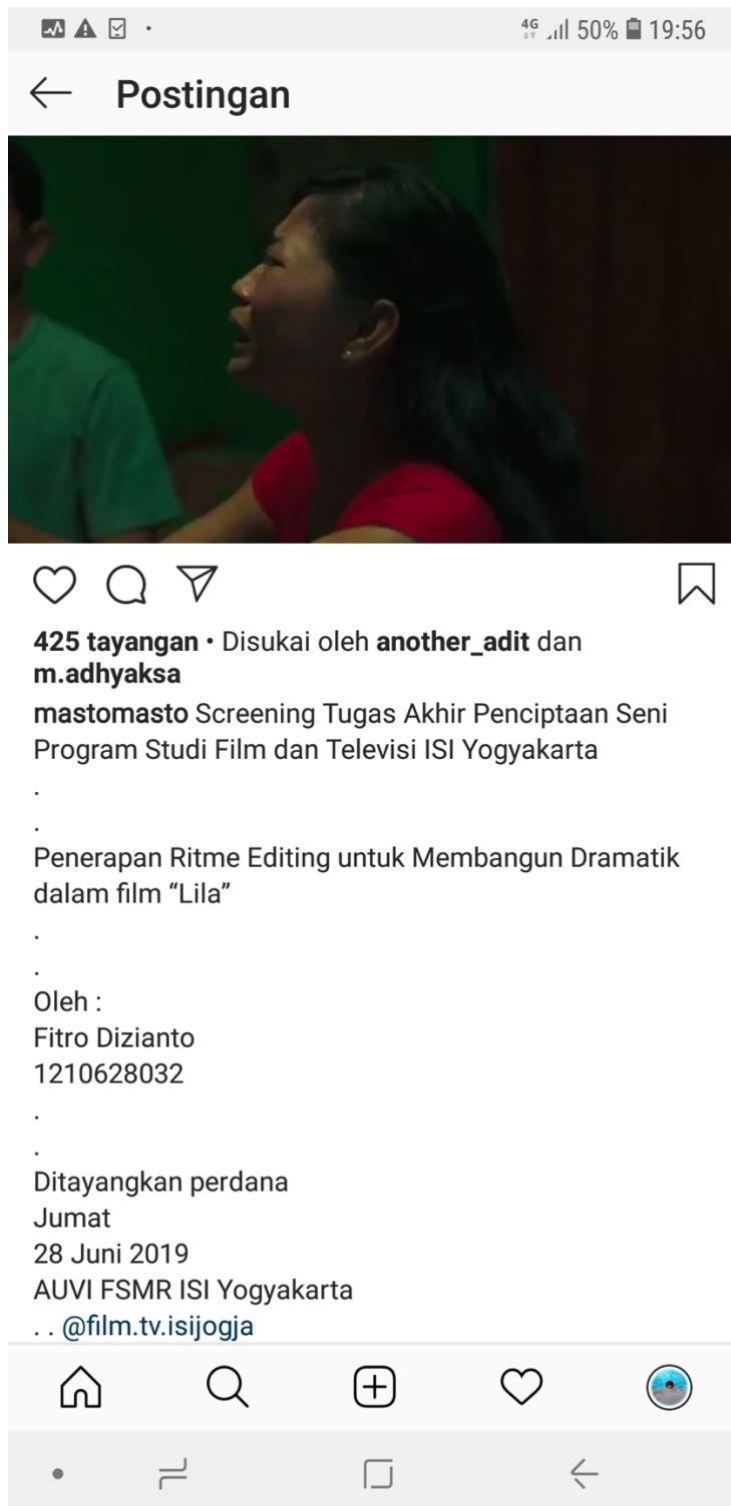 4G 50% 19:56
Postingan
425 tayangan • Disukai oleh another_adit dan
m.adhyaksa
mastomasto Screening Tugas Akhir Penciptaan Seni
Program Studi Film dan Televisi ISI Yogyakarta
.
.
Penerapan Ritme Editing untuk Membangun Dramatik
dalam film “Lila”
.
.
Oleh :
Fitro Dizianto
1210628032
.
.
Ditayangkan perdana
Jumat
28 Juni 2019
AUVI FSMR ISI Yogyakarta
. . @film.tv.isijogja